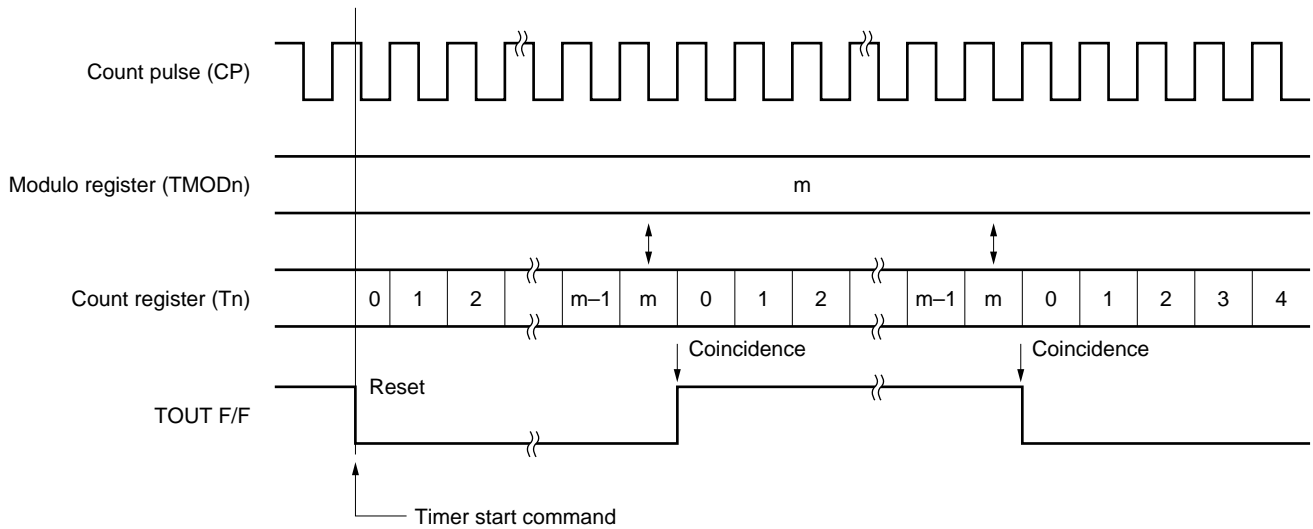 Count pulse (CP)
Modulo register (TMODn)
m
Count register (Tn)
0 1 2 m–1 m 0 1 2 m–1 m 0 1 2 3 4
Coincidence Coincidence
Reset
TOUT F/F
Timer start command